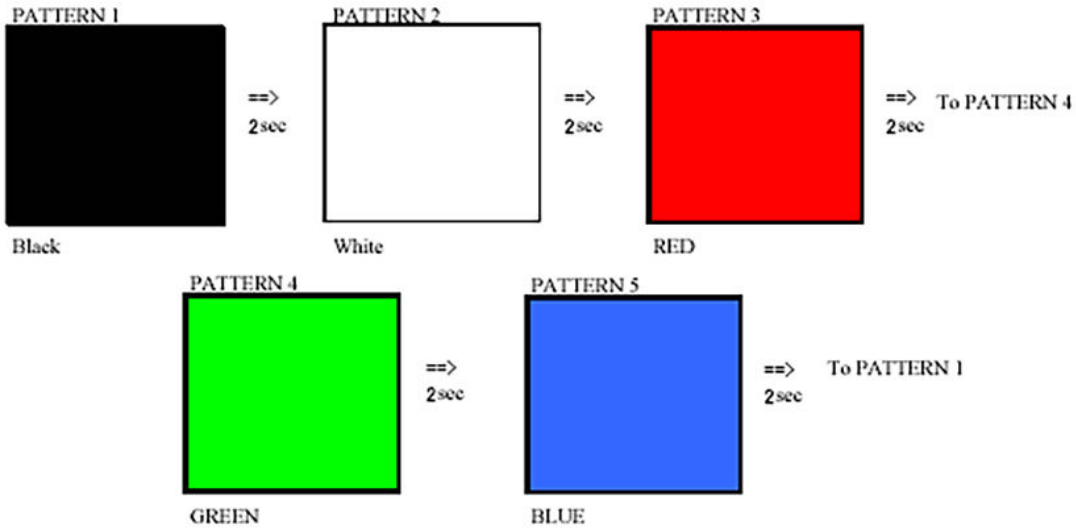 PATTERN 1
PATTERN 2
PATTERN 3
==>
2sec
==>
2sec
==>
2sec
To PATTERN 4
Black
White
RED
PATTERN 4
PATTERN 5
==>
2sec
==>
2sec
To PATTERN 1
GREEN
BLUE